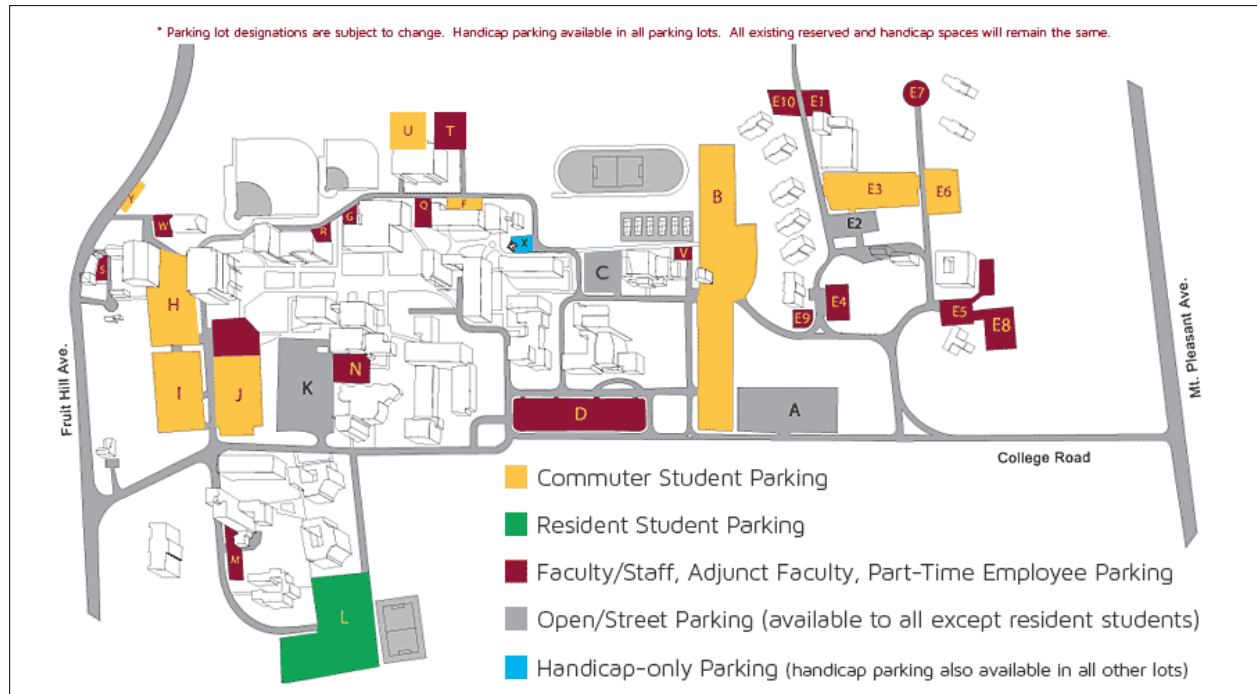 * Parking lot designations are subject to change. Handicap parking available in all parking lots. All existing reserved and handicap spaces will remain the same.
E10
E1
E7
U
T
B
E3
E6
Y
W
G
R
Q
F
X
E2
S
H
C
V
E4
E9
E5
E8
Fruit Hill Ave.
Mt. Pleasant Ave.
I
J
K
N
D
A
College Road
M
L
Commuter Student Parking
Resident Student Parking
Faculty/Staff, Adjunct Faculty, Part-Time Employee Parking
Open/Street Parking (available to all except resident students)
Handicap-only Parking (handicap parking also available in all other lots)